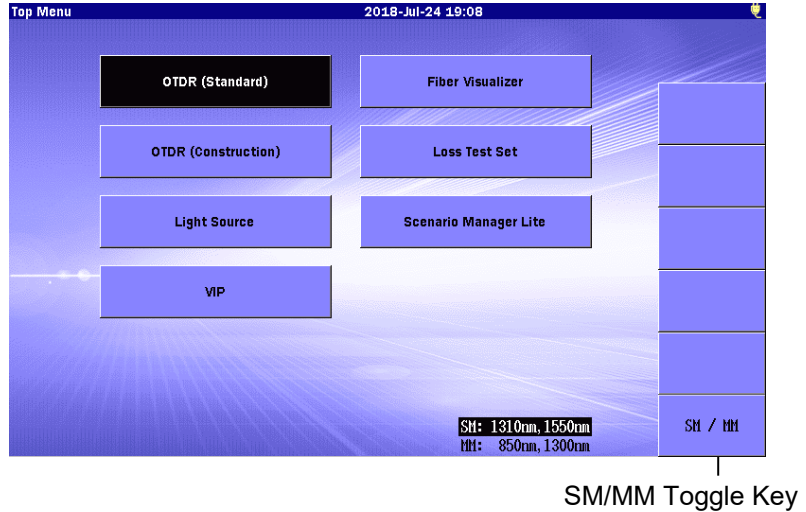 Top Menu 2018-Jul-24 19:08
OTDR (Standard) Fiber Visualizer
OTDR (Construction) Loss Test Set
Light Source Scenario Manager Lite
VIP
SM: 1310nm,1550nm
MM: 850nm,1300nm
SM / MM
SM/MM Toggle Key